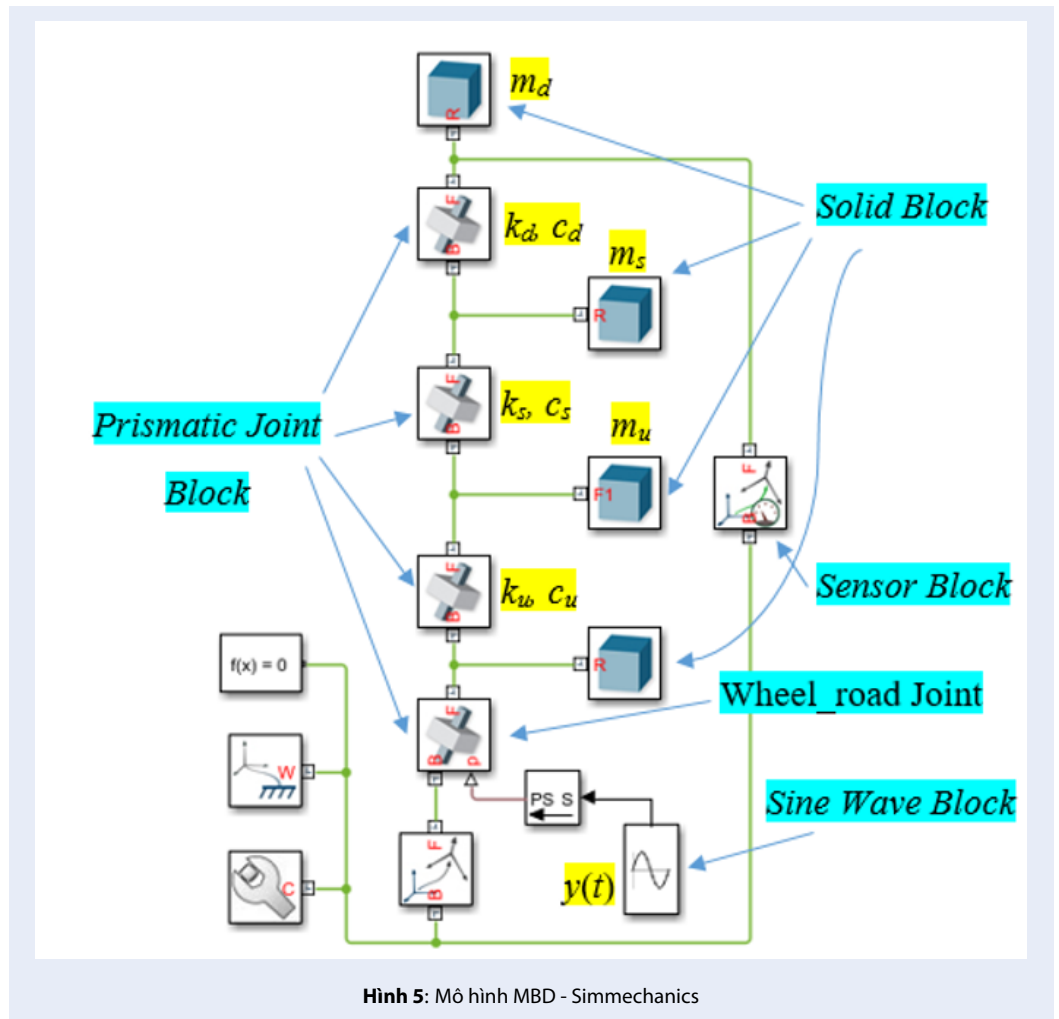 m_d
R
F
k_d, c_d
B
Solid Block
m_s
R
F
k_s, c_s
B
Prismatic Joint
Block
m_u
F1
F
B
F
k_u, c_u
B
Sensor Block
R
f(x) = 0
F
Wheel_road Joint
B
p
W
PS S
Sine Wave Block
F
C
B
y(t)
Hình 5: Mô hình MBD - Simmechanics